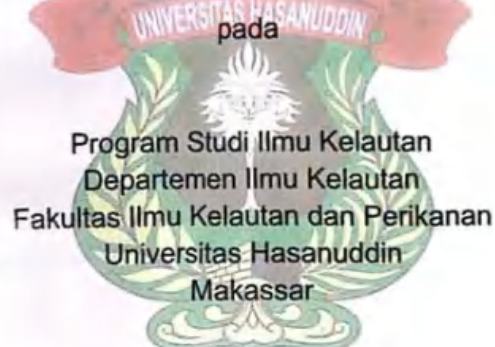 UNIVERSITAS HASANUDDIN
pada
Program Studi Ilmu Kelautan
Departemen Ilmu Kelautan
Fakultas Ilmu Kelautan dan Perikanan
Universitas Hasanuddin
Makassar